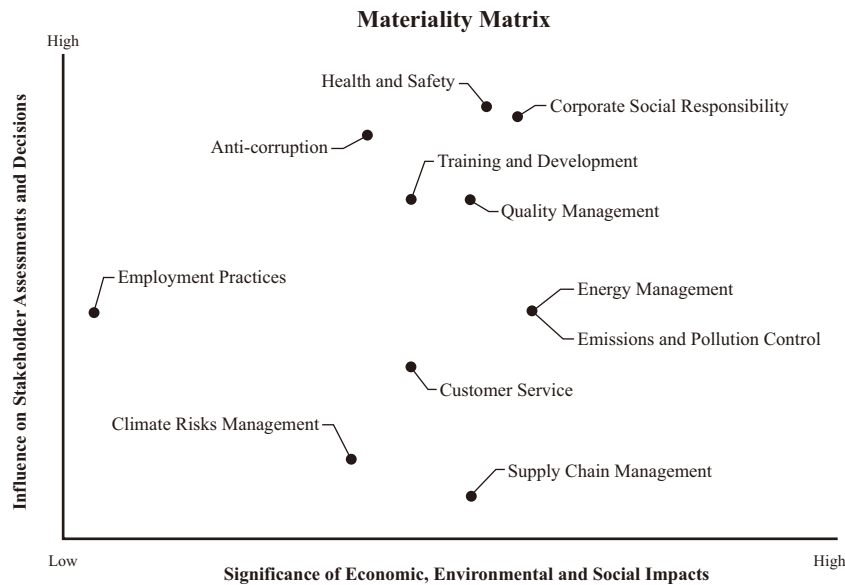 Materiality Matrix
High
Health and Safety
Corporate Social Responsibility
Anti-corruption
Training and Development
Quality Management
Employment Practices
Energy Management
Emissions and Pollution Control
Customer Service
Climate Risks Management
Supply Chain Management
Influence on Stakeholder Assessments and Decisions
Low
High
Significance of Economic, Environmental and Social Impacts